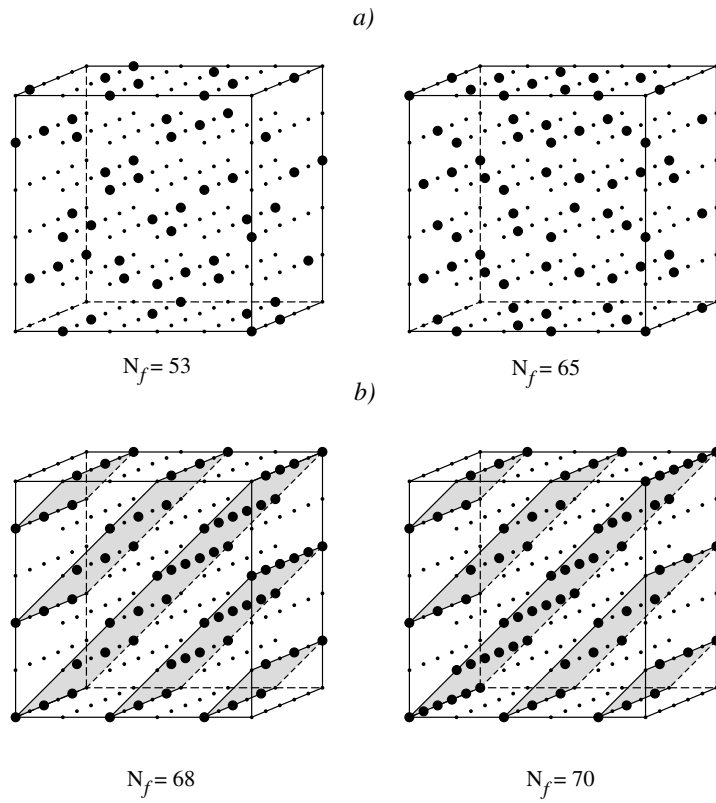 a)
N_f = 53
N_f = 65
b)
N_f = 68
N_f = 70